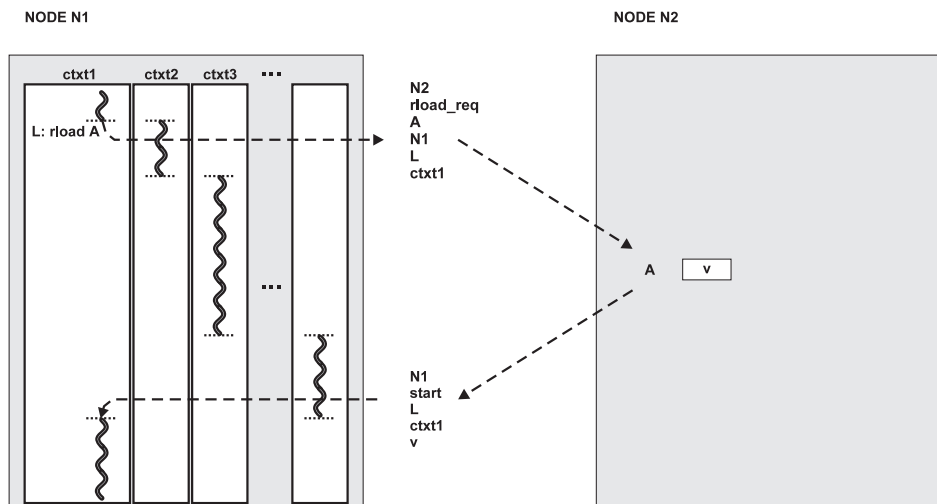 NODE N1
NODE N2
ctxt1 ctxt2 ctxt3 ...
L: rload A
N2
rload_req
A
N1
L
ctxt1
A v
...
N1
start
L
ctxt1
v